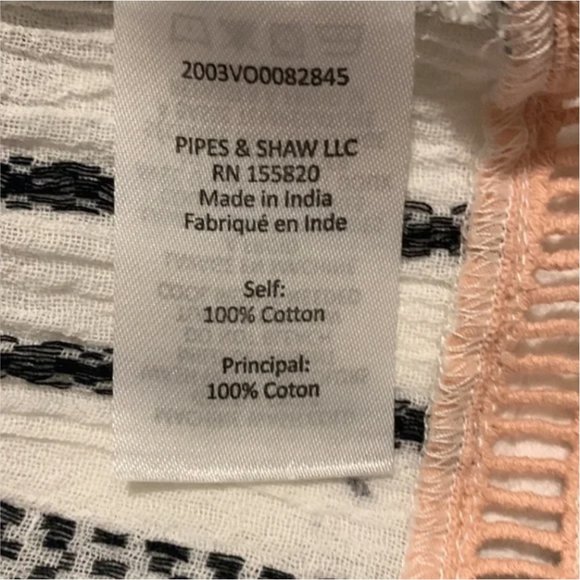 2003VO0082845
PIPES & SHAW LLC
RN 155820
Made in India
Fabriqué en Inde
Self:
100% Cotton
Principal:
100% Coton